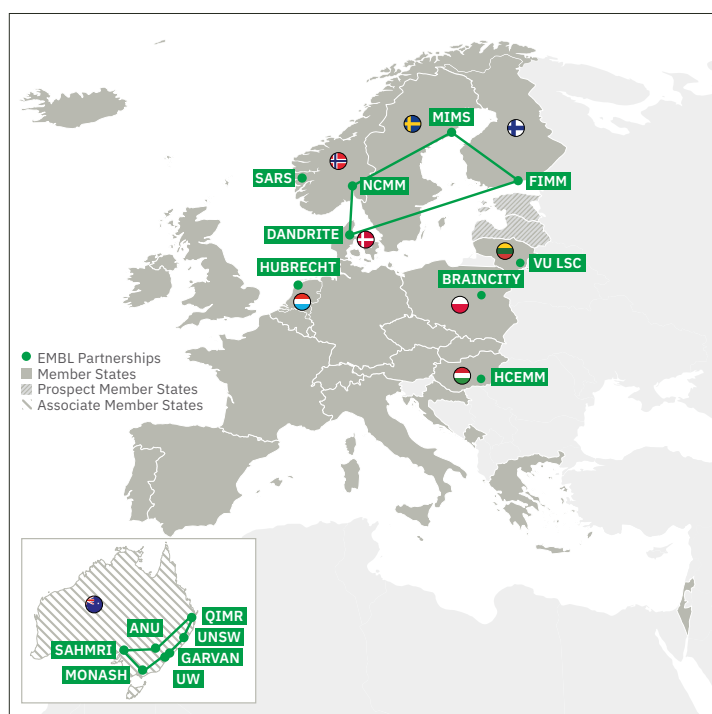 MIMS
SARS
NCMM
FIMM
DANDRITE
HUBRECHT
VU LSC
BRAINCITY
EMBL Partnerships
Member States
Prospect Member States
Associate Member States
HCEMM
QIMR
ANU
UNSW
SAHMRI
GARVAN
MONASH
UW